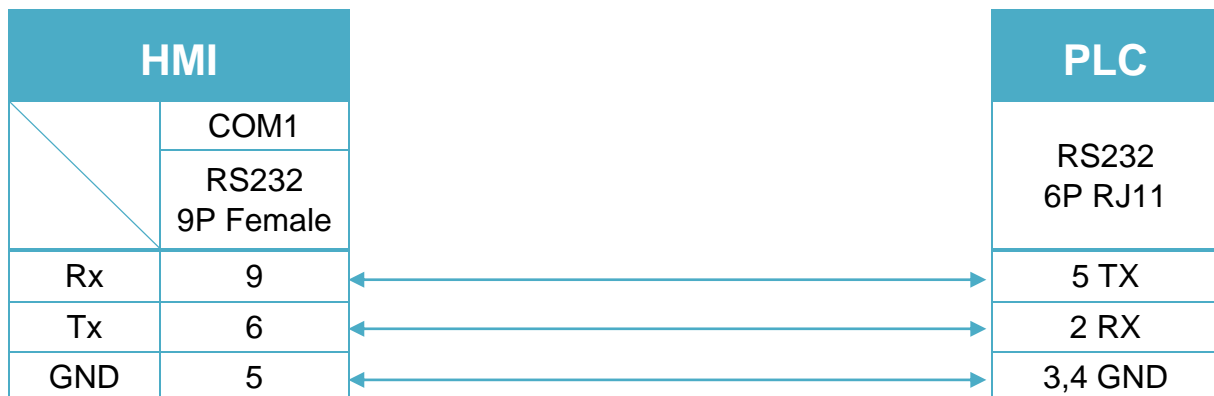 HMI
PLC
COM1
RS232
9P Female
RS232
6P RJ11
Rx 9 5 TX
Tx 6 2 RX
GND 5 3,4 GND